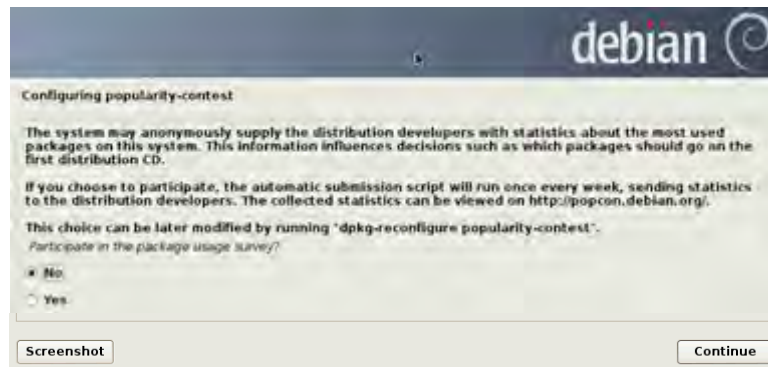 debian
Configuring popularity-contest
The system may anonymously supply the distribution developers with statistics about the most used
packages on this system. This information influences decisions such as which packages should go on the
first distribution CD.
If you choose to participate, the automatic submission script will run once every week, sending statistics
to the distribution developers. The collected statistics can be viewed on http://popcon.debian.org/.
This choice can be later modified by running "dpkg-reconfigure popularity-contest".
Participate in the package usage survey?
No
Yes
Screenshot
Continue